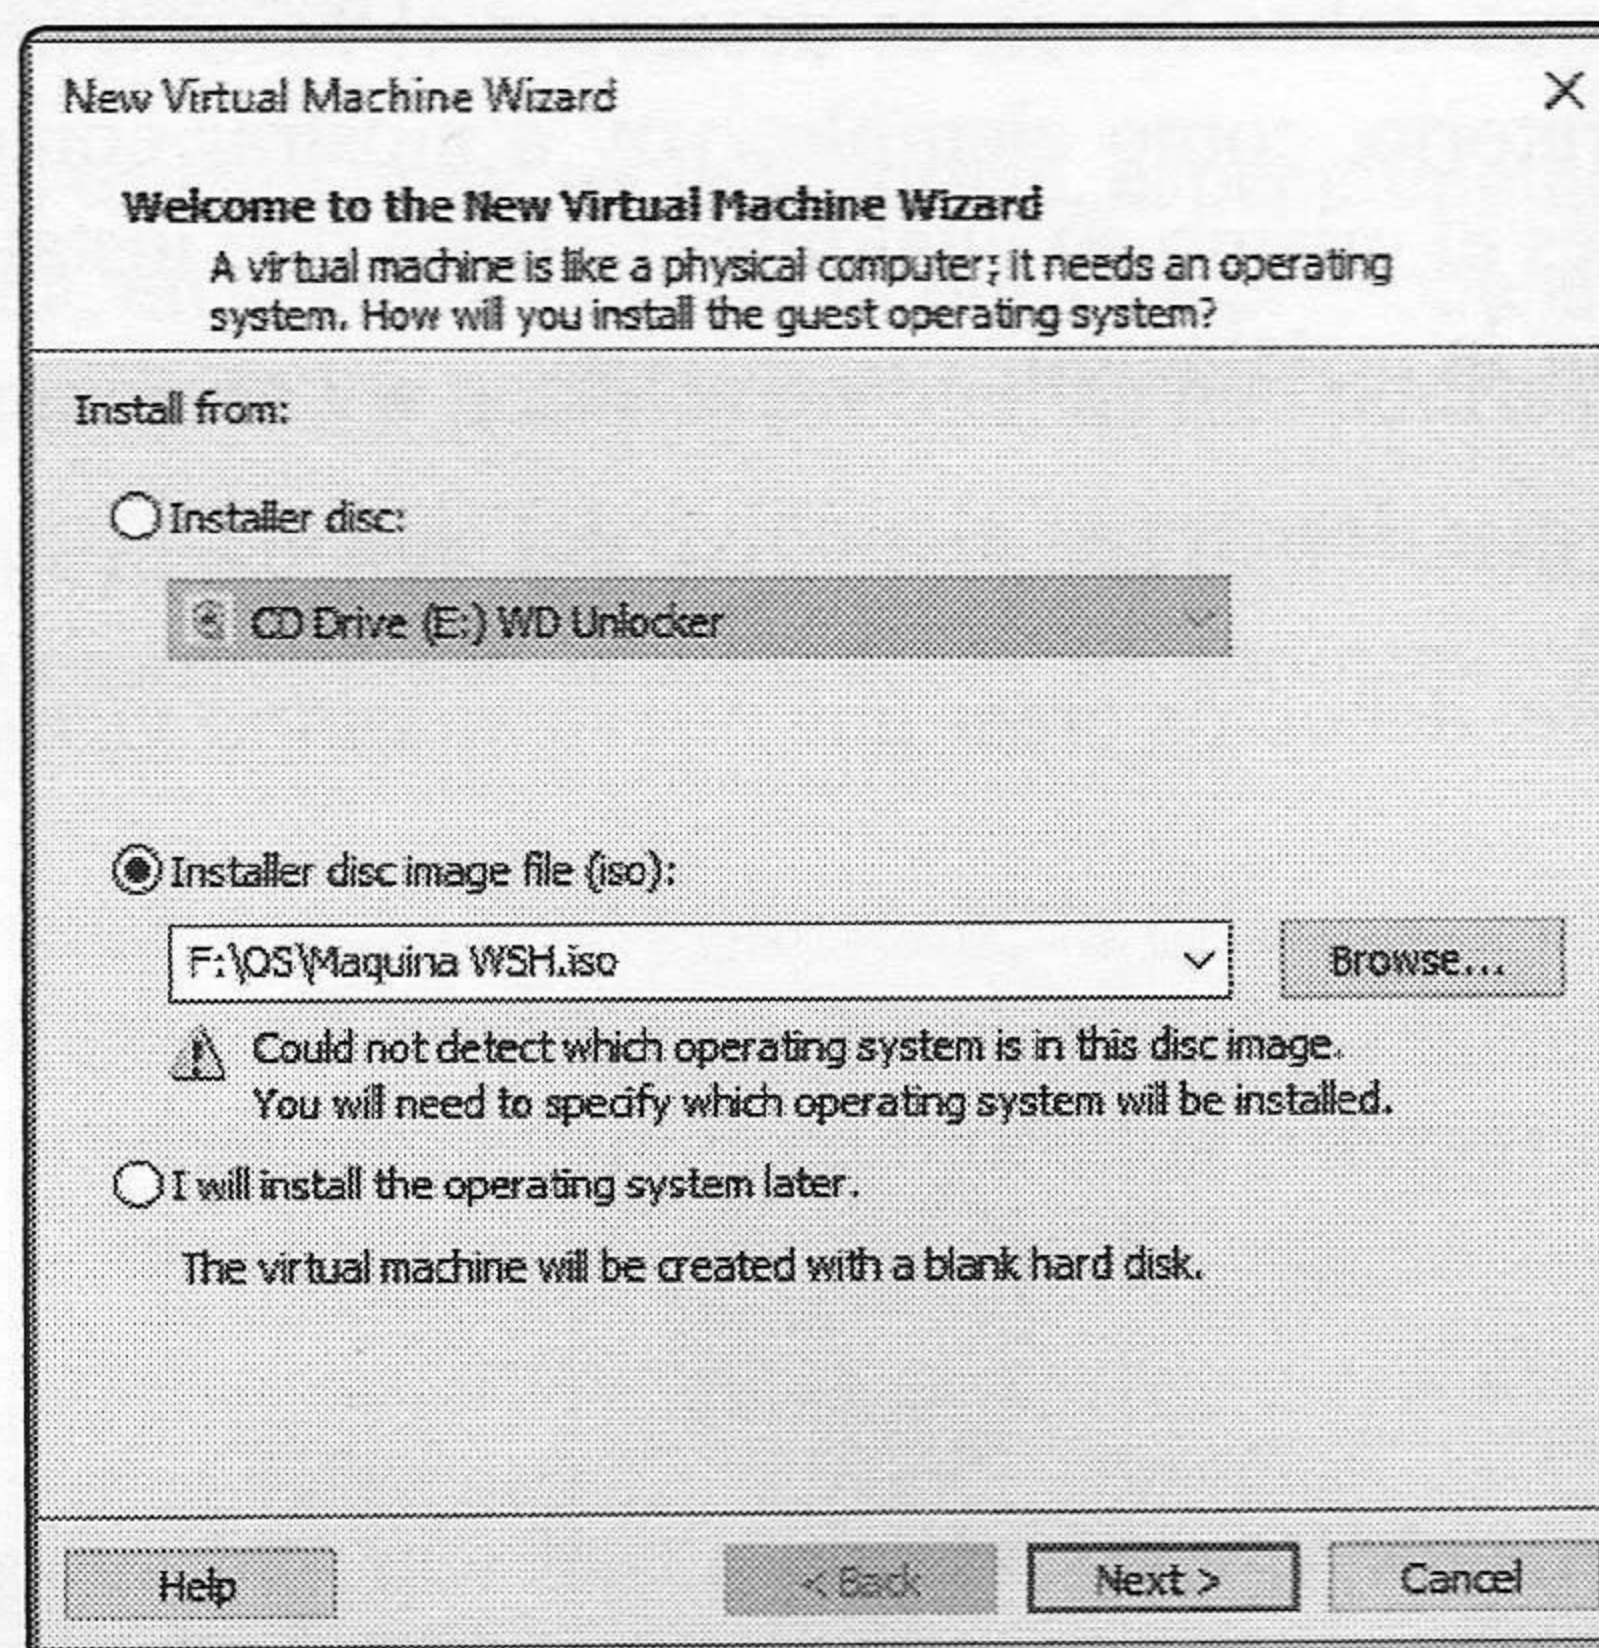 New Virtual Machine Wizard
Welcome to the New Virtual Machine Wizard
A virtual machine is like a physical computer; it needs an operating
system. How will you install the guest operating system?
Install from:
Installer disc:
CD Drive (E:) WD Unlocker
Installer disc image file (iso):
F:\OS\Maquina WSH.iso
Browse...
Could not detect which operating system is in this disc image.
You will need to specify which operating system will be installed.
I will install the operating system later.
The virtual machine will be created with a blank hard disk.
Help
< Back
Next >
Cancel